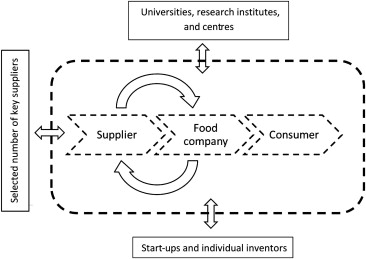 Universities, research institutes,
and centres
Selected number of key suppliers
Supplier
Food
company
Consumer
Start-ups and individual inventors